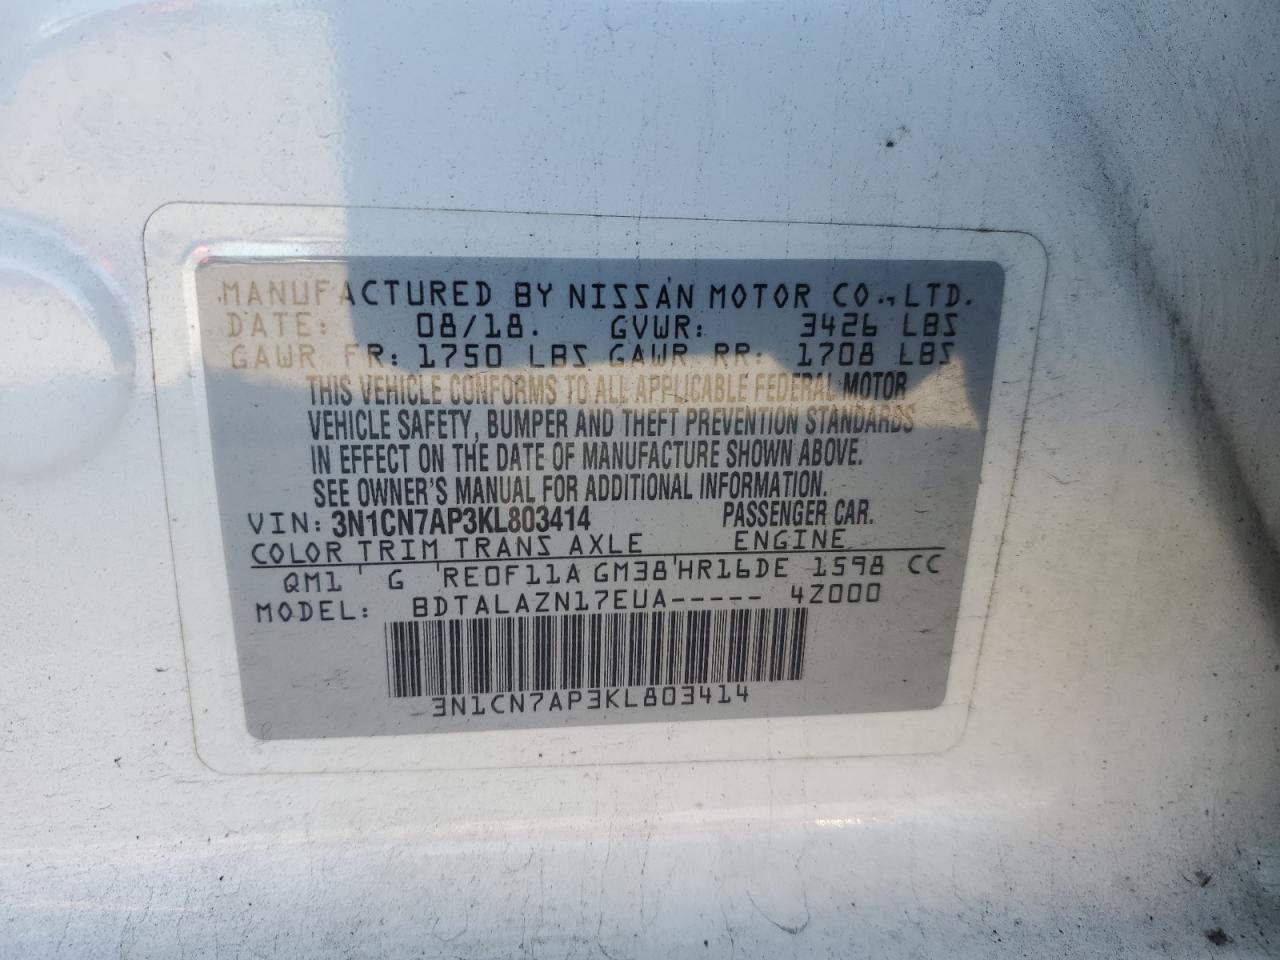 MANUFACTURED BY NISSAN MOTOR CO., LTD.
DATE: 08/18. GVWR: 3426 LBS
GAWR FR: 1750 LBS GAWR RR: 1708 LBS
THIS VEHICLE CONFORMS TO ALL APPLICABLE FEDERAL MOTOR
VEHICLE SAFETY, BUMPER AND THEFT PREVENTION STANDARDS
IN EFFECT ON THE DATE OF MANUFACTURE SHOWN ABOVE.
SEE OWNER'S MANUAL FOR ADDITIONAL INFORMATION.
VIN: 3N1CN7AP3KL803414 PASSENGER CAR.
COLOR TRIM TRANS AXLE ENGINE
QM1 G RE0F11A GM38 HR16DE 1598 CC
MODEL: BDTALAZN17EUA----- 4Z000
3N1CN7AP3KL803414